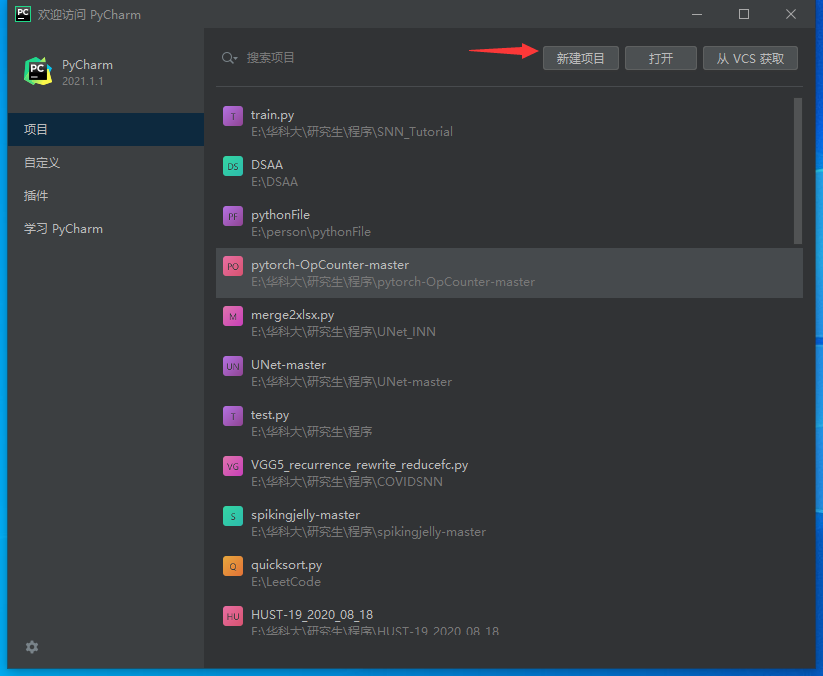 PC 欢迎访问 PyCharm
PC PyCharm
2021.1.1
项目
自定义
插件
学习 PyCharm
搜索项目 新建项目 打开 从 VCS 获取
T train.py
E:\华科大\研究生\程序\SNN_Tutorial
DS DSAA
E:\DSAA
PF pythonFile
E:\person\pythonFile
PO pytorch-OpCounter-master
E:\华科大\研究生\程序\pytorch-OpCounter-master
M merge2xlsx.py
E:\华科大\研究生\程序\UNet_INN
UN UNet-master
E:\华科大\研究生\程序\UNet-master
T test.py
E:\华科大\研究生\程序
VG VGG5_recurrence_rewrite_reducefc.py
E:\华科大\研究生\程序\COVIDSNN
S spikingjelly-master
E:\华科大\研究生\程序\spikingjelly-master
Q quicksort.py
E:\LeetCode
HU HUST-19_2020_08_18
E:\华科大\研究生\程序\HUST-19_2020_08_18